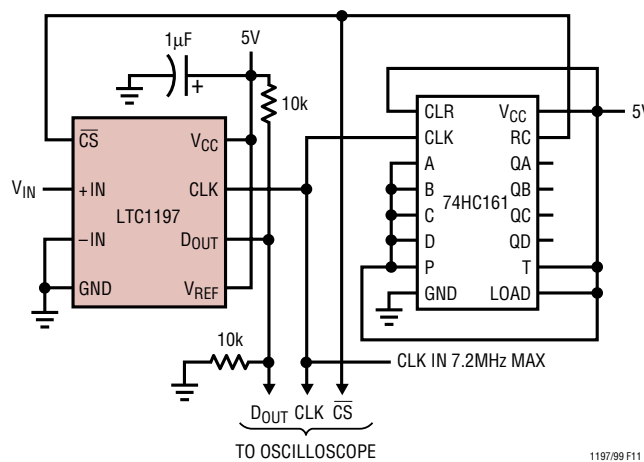 1µF
5V
10k
CS
VCC
VIN
+IN
CLK
LTC1197
–IN
DOUT
GND
VREF
CLR
VCC
5V
CLK
RC
A
QA
B
QB
74HC161
C
QC
D
QD
P
T
GND
LOAD
10k
CLK IN 7.2MHz MAX
DOUT CLK CS
TO OSCILLOSCOPE
1197/99 F11